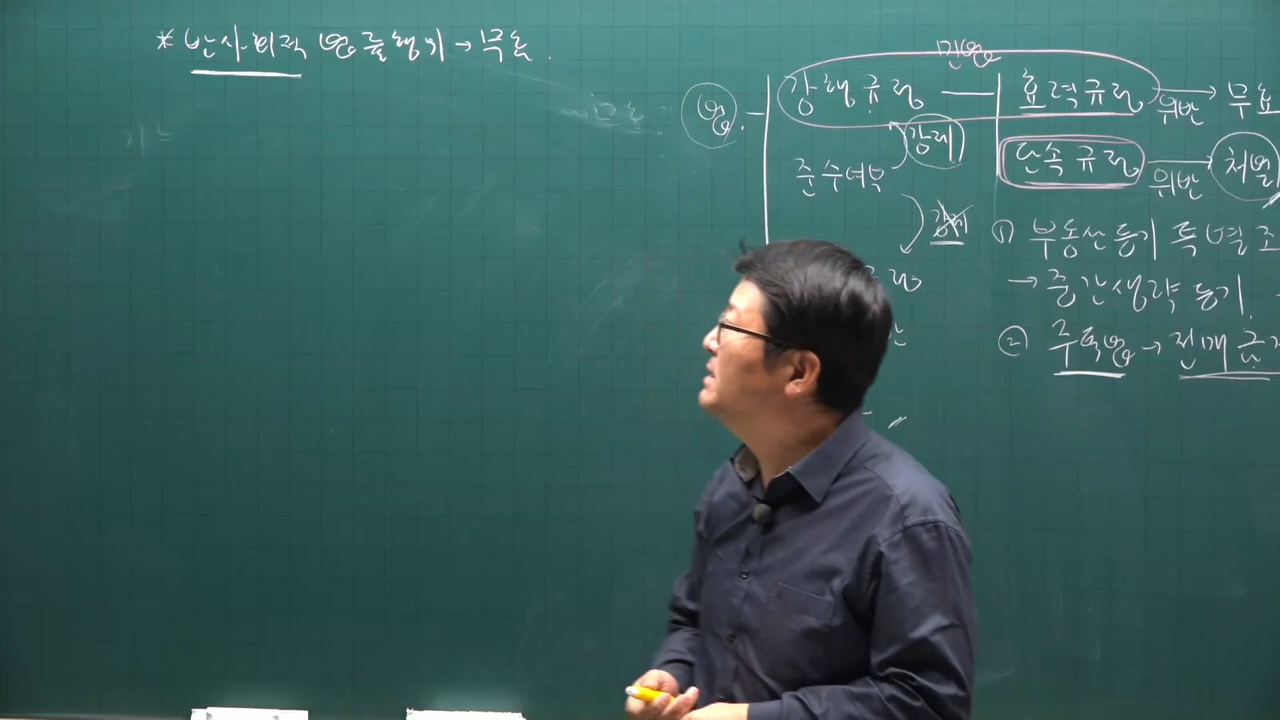 * 반사회적 법률행위 → 무효.
민법
법. 강행규정 — 효력규정 → 위반 무효
강제
준수여부
단속규정 → 위반 처벌
강제
① 부동산등기 특별조
→ 중간생략등기.
② 주택법 → 전매금지